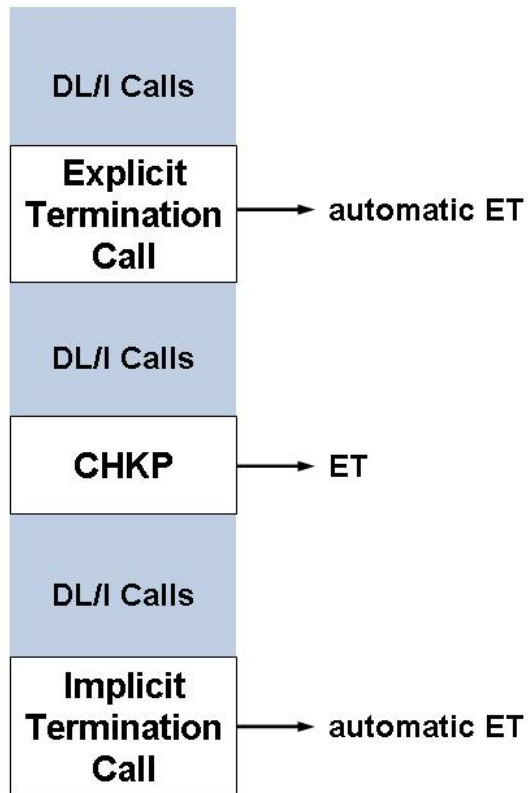 DL/I Calls
Explicit
Termination
Call
automatic ET
DL/I Calls
CHKP
ET
DL/I Calls
Implicit
Termination
Call
automatic ET